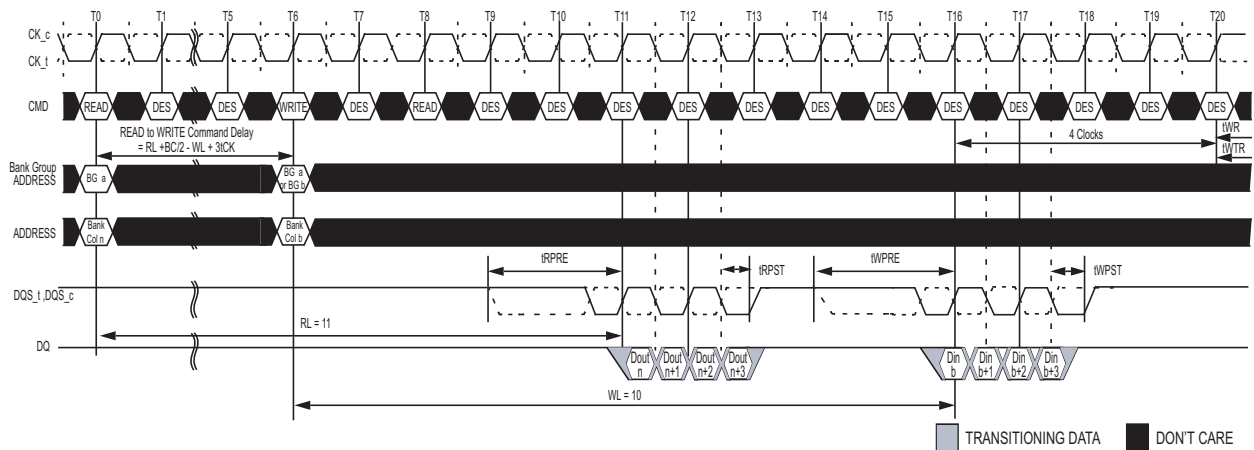 T0 T1 T5 T6 T7 T8 T9 T10 T11 T12 T13 T14 T15 T16 T17 T18 T19 T20
CK_c
CK_t
CMD READ DES DES WRITE DES READ DES DES DES DES DES DES DES DES DES DES DES DES
READ to WRITE Command Delay
= RL +BC/2 - WL + 3tCK
4 Clocks
tWR
tWTR
Bank Group
ADDRESS
BG a
BG a
or BG b
ADDRESS
Bank
Col n
Bank
Col b
tRPRE tRPST tWPRE tWPST
DQS_t ,DQS_c
RL = 11
DQ
Dout
n
Dout
n+1
Dout
n+2
Dout
n+3
Din
b
Din
b+1
Din
b+2
Din
b+3
WL = 10
TRANSITIONING DATA DON'T CARE